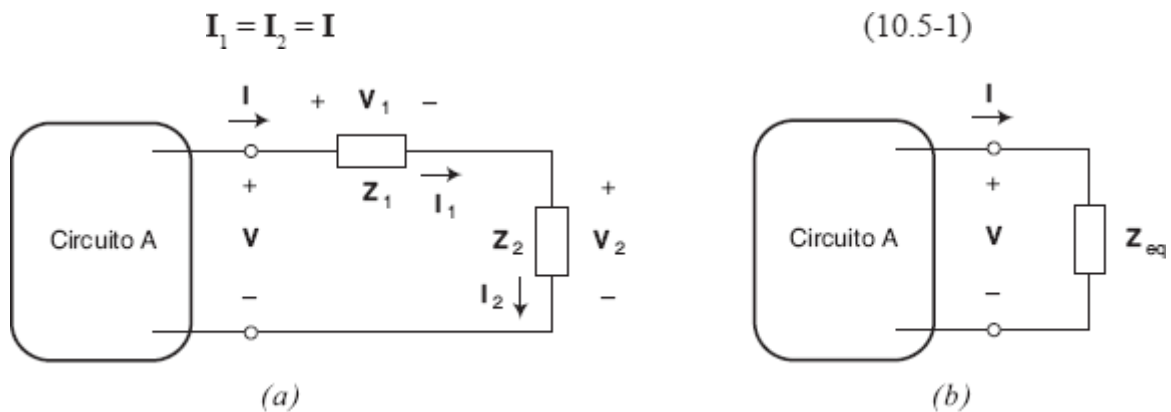 I₁ = I₂ = I (10.5-1)
I + V₁ − I
Z₁ I₁
+ + +
Circuito A V Z₂ V₂ Circuito A V Z_eq
− I₂ − −
(a) (b)